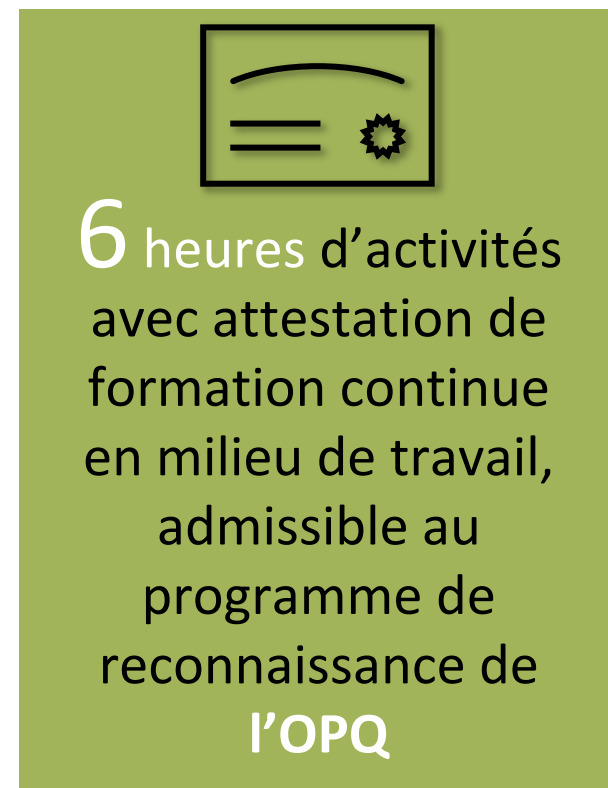 6 heures d’activités
avec attestation de
formation continue
en milieu de travail,
admissible au
programme de
reconnaissance de
l’OPQ